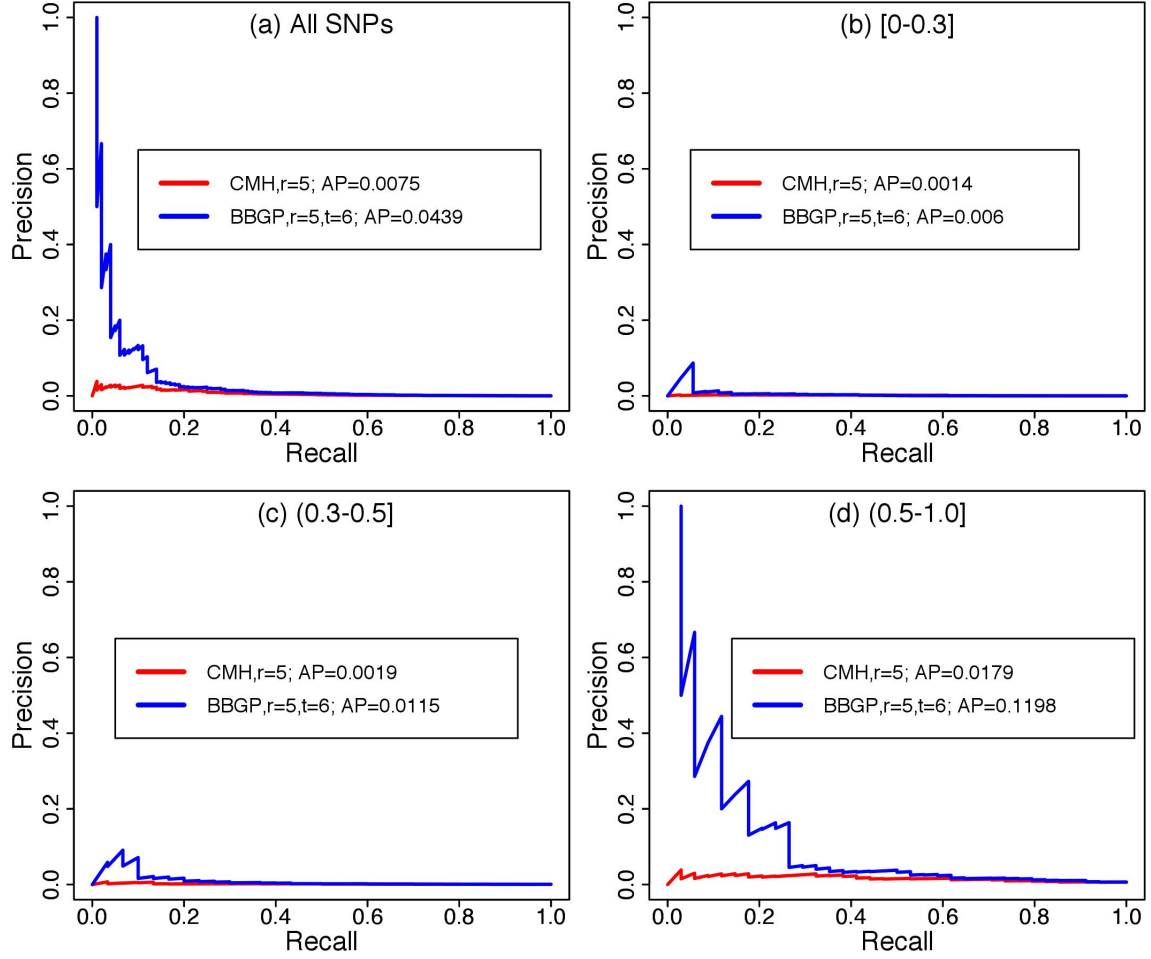 (a) All SNPs
Precision
1.0
0.8
0.6
0.4
0.2
0.0
CMH,r=5; AP=0.0075
BBGP,r=5,t=6; AP=0.0439
0.0 0.2 0.4 0.6 0.8 1.0
Recall
(b) [0-0.3]
Precision
1.0
0.8
0.6
0.4
0.2
0.0
CMH,r=5; AP=0.0014
BBGP,r=5,t=6; AP=0.006
0.0 0.2 0.4 0.6 0.8 1.0
Recall
(c) (0.3-0.5]
Precision
1.0
0.8
0.6
0.4
0.2
0.0
CMH,r=5; AP=0.0019
BBGP,r=5,t=6; AP=0.0115
0.0 0.2 0.4 0.6 0.8 1.0
Recall
(d) (0.5-1.0]
Precision
1.0
0.8
0.6
0.4
0.2
0.0
CMH,r=5; AP=0.0179
BBGP,r=5,t=6; AP=0.1198
0.0 0.2 0.4 0.6 0.8 1.0
Recall